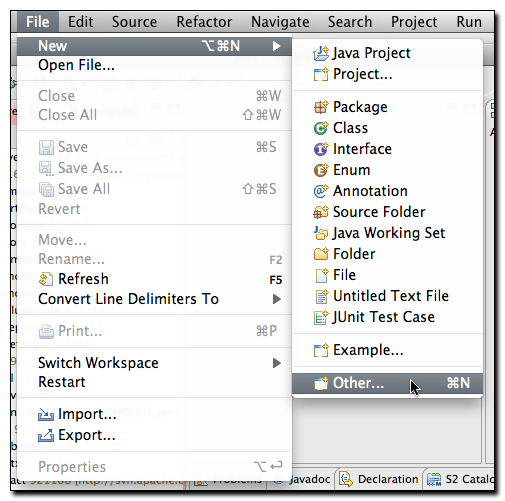 File Edit Source Refactor Navigate Search Project Run
New ⌥⌘N
Open File...
Close ⌘W
Close All ⇧⌘W
Save ⌘S
Save As...
Save All ⇧⌘S
Revert
Move...
Rename... F2
Refresh F5
Convert Line Delimiters To
Print... ⌘P
Switch Workspace
Restart
Import...
Export...
Properties ⌥↩
Java Project
Project...
Package
Class
Interface
Enum
Annotation
Source Folder
Java Working Set
Folder
File
Untitled Text File
JUnit Test Case
Example...
Other... ⌘N
Problems Javadoc Declaration S2 Catalo